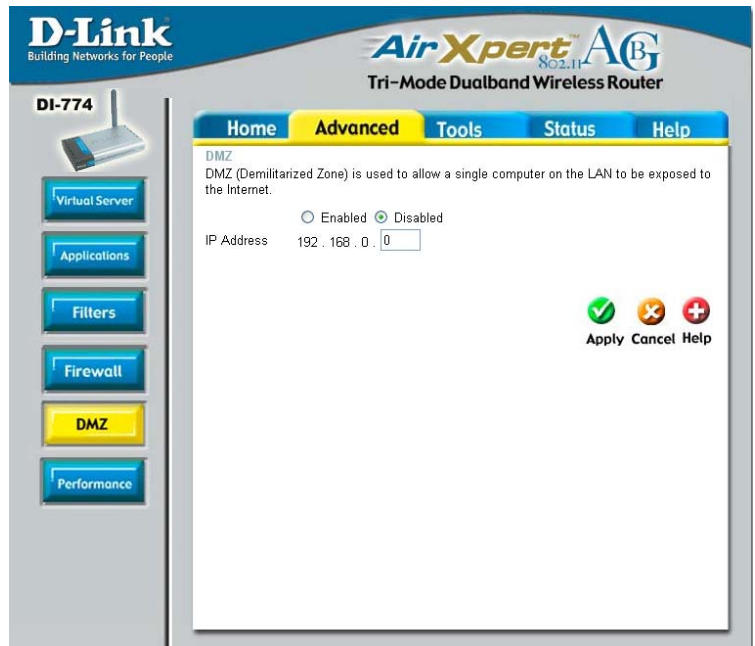 D-Link
Building Networks for People
Air Xpert™ 802.11 ABG
Tri-Mode Dualband Wireless Router
DI-774
Home Advanced Tools Status Help
DMZ
DMZ (Demilitarized Zone) is used to allow a single computer on the LAN to be exposed to
the Internet.
Enabled Disabled
IP Address 192 . 168 . 0 . 0
Apply Cancel Help
Virtual Server
Applications
Filters
Firewall
DMZ
Performance